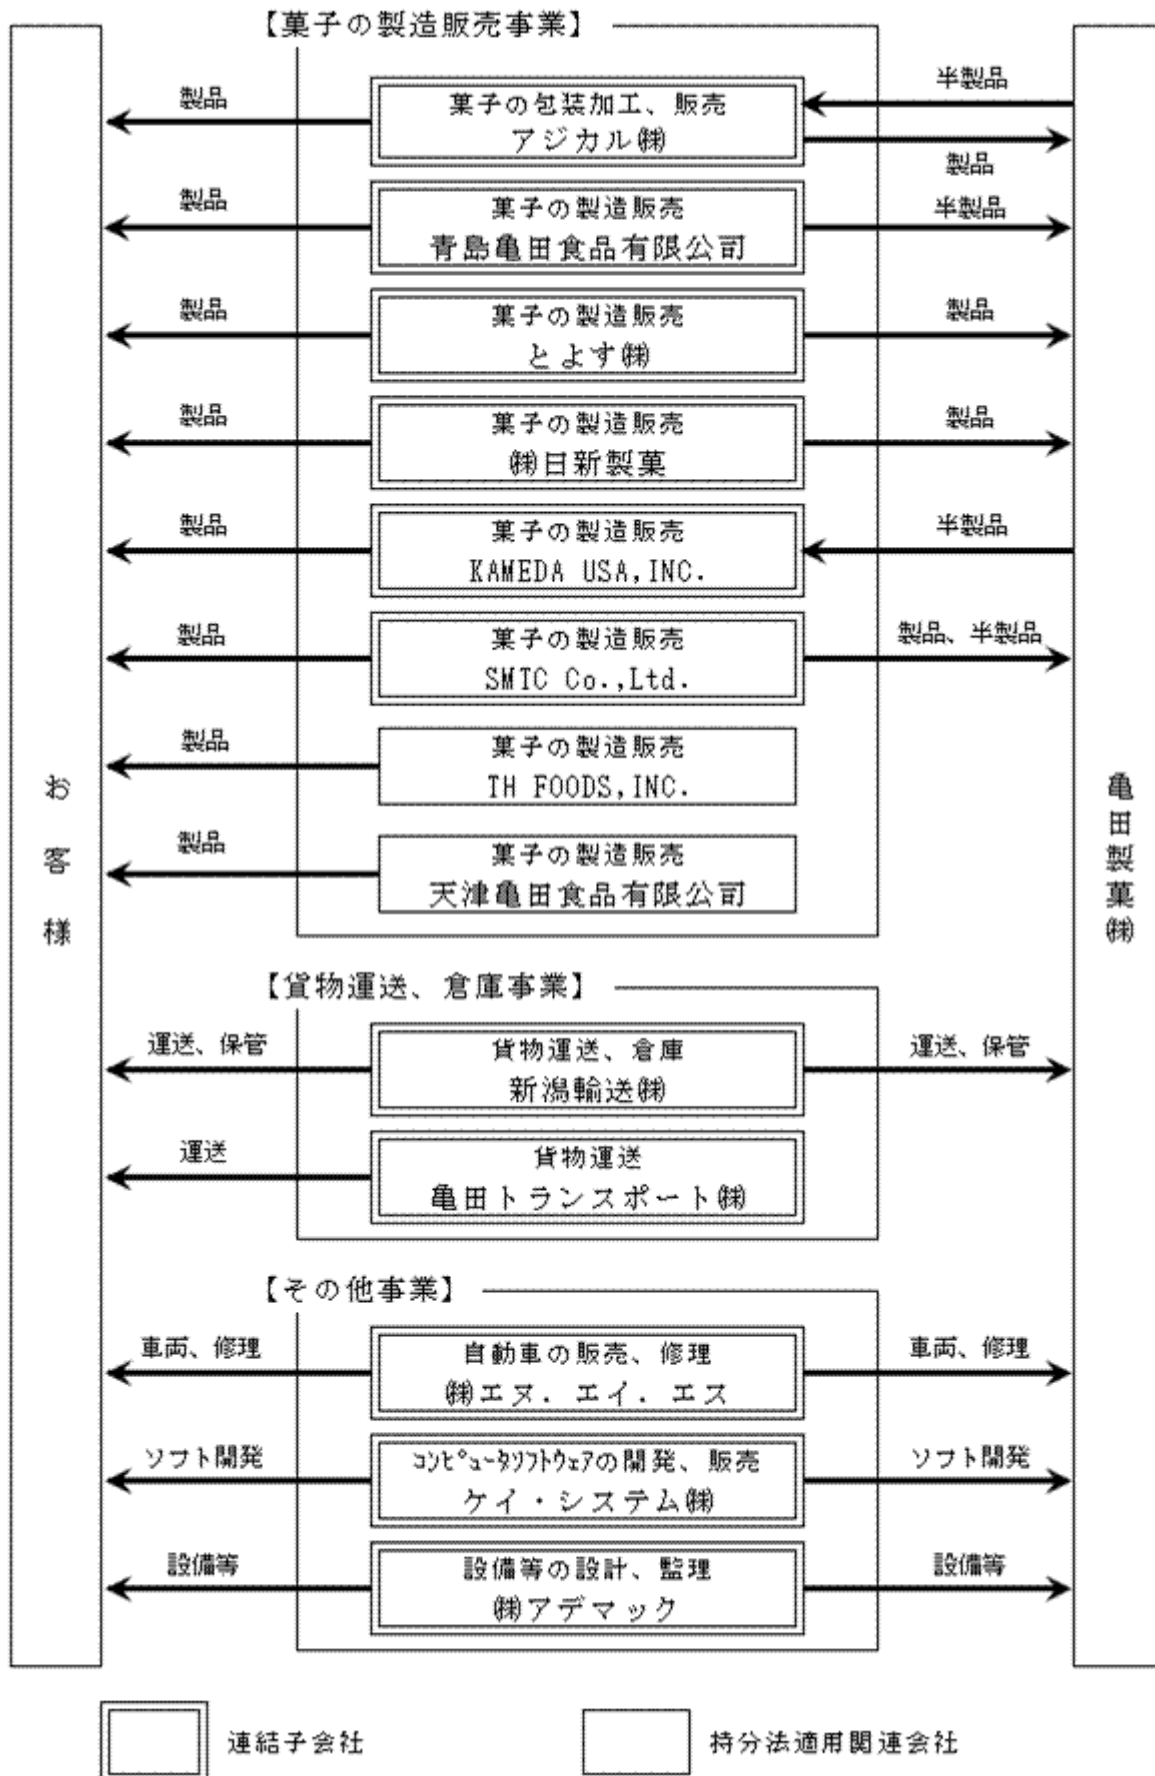 【菓子の製造販売事業】
製品
菓子の包装加工、販売
アジカル㈱
半製品
製品
製品
菓子の製造販売
青島亀田食品有限公司
半製品
製品
菓子の製造販売
とよす㈱
製品
製品
菓子の製造販売
㈱日新製菓
製品
製品
菓子の製造販売
KAMEDA USA,INC.
半製品
製品
菓子の製造販売
SMTC Co.,Ltd.
製品、半製品
製品
菓子の製造販売
TH FOODS,INC.
製品
菓子の製造販売
天津亀田食品有限公司
お客様
亀田製菓㈱
【貨物運送、倉庫事業】
運送、保管
貨物運送、倉庫
新潟輸送㈱
運送、保管
運送
貨物運送
亀田トランスポート㈱
【その他事業】
車両、修理
自動車の販売、修理
㈱エヌ．エイ．エス
車両、修理
ソフト開発
ｺﾝﾋﾟｭｰﾀｿﾌﾄｳｪｱの開発、販売
ケイ・システム㈱
ソフト開発
設備等
設備等の設計、監理
㈱アデマック
設備等
連結子会社
持分法適用関連会社